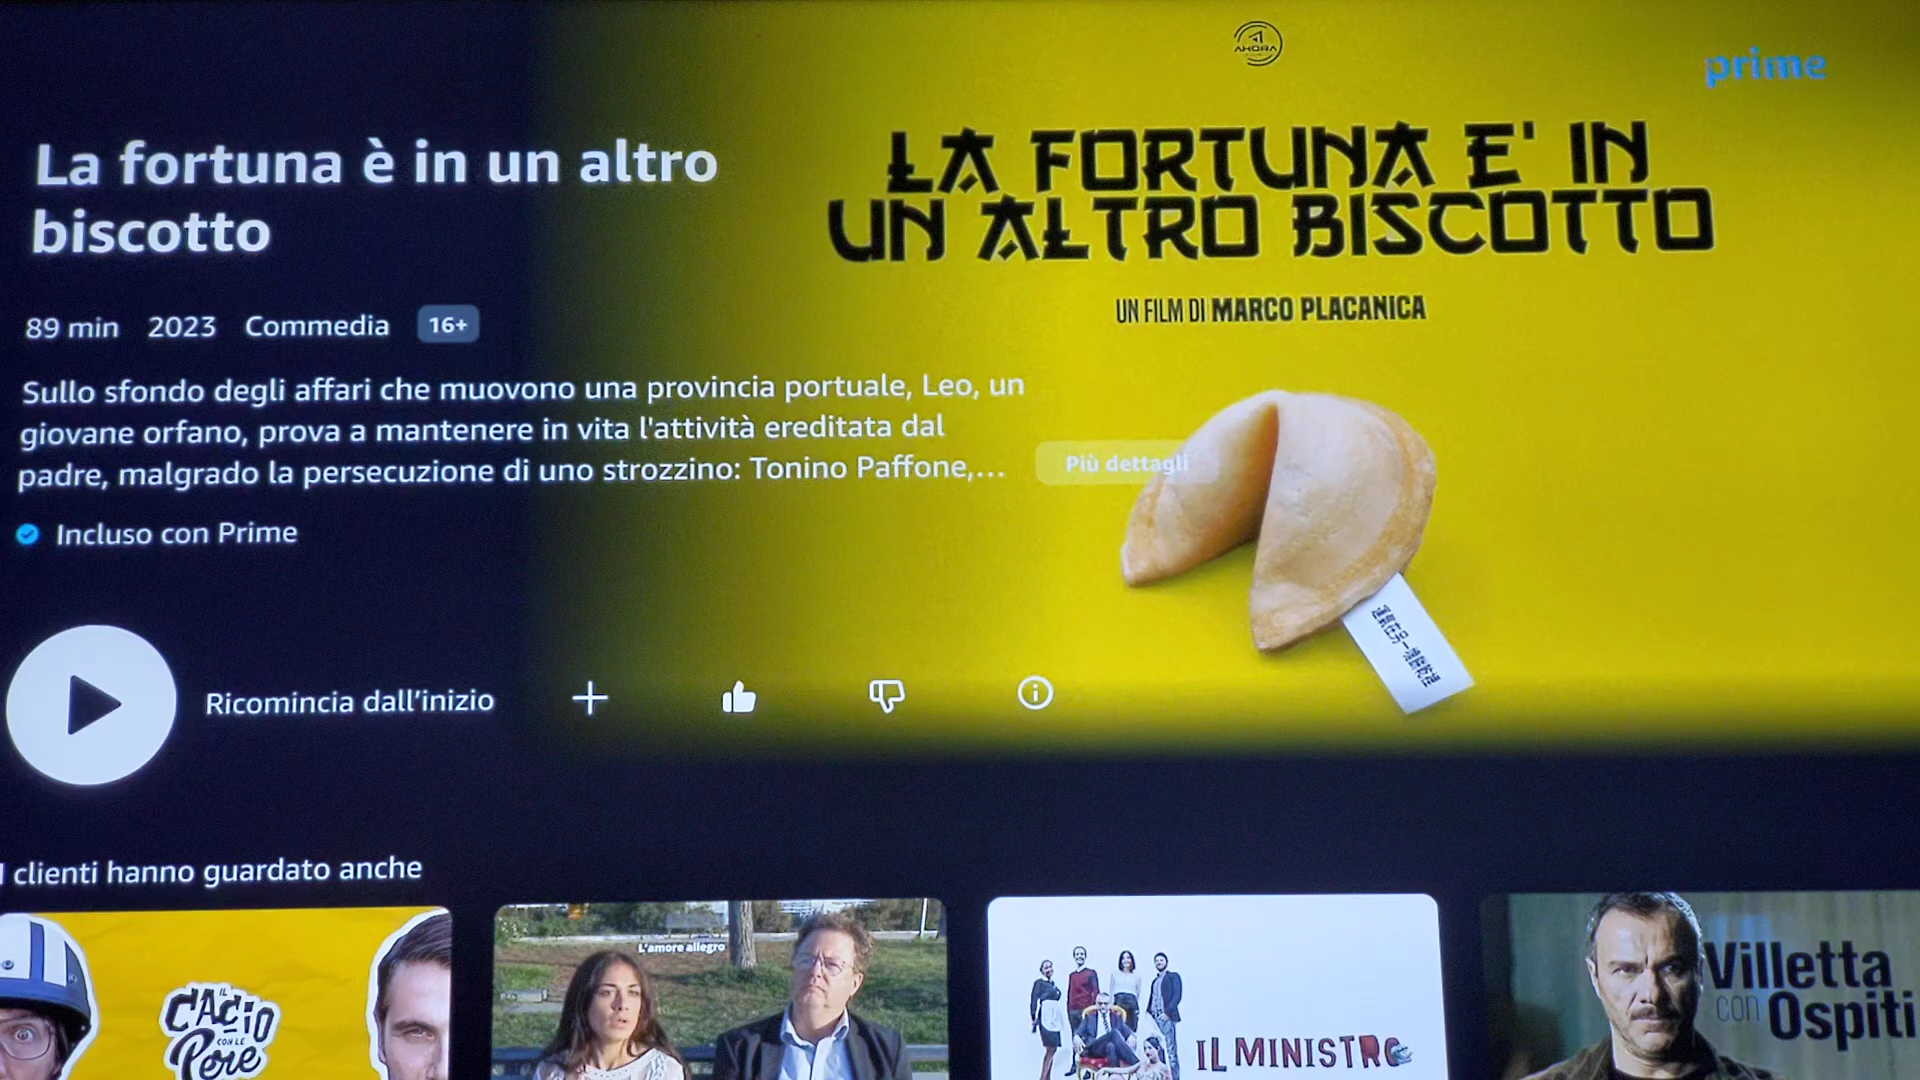 AHORA
prime
La fortuna è in un altro
biscotto
LA FORTUNA E' IN
UN ALTRO BISCOTTO
UN FILM DI MARCO PLACANICA
89 min 2023 Commedia 16+
Sullo sfondo degli affari che muovono una provincia portuale, Leo, un
giovane orfano, prova a mantenere in vita l'attività ereditata dal
padre, malgrado la persecuzione di uno strozzino: Tonino Paffone,...
Più dettagli
Incluso con Prime
Ricomincia dall'inizio
I clienti hanno guardato anche
IL
CACIO
CON LE
Pere
L'amore allegro
IL MINISTRO
Villetta
con Ospiti